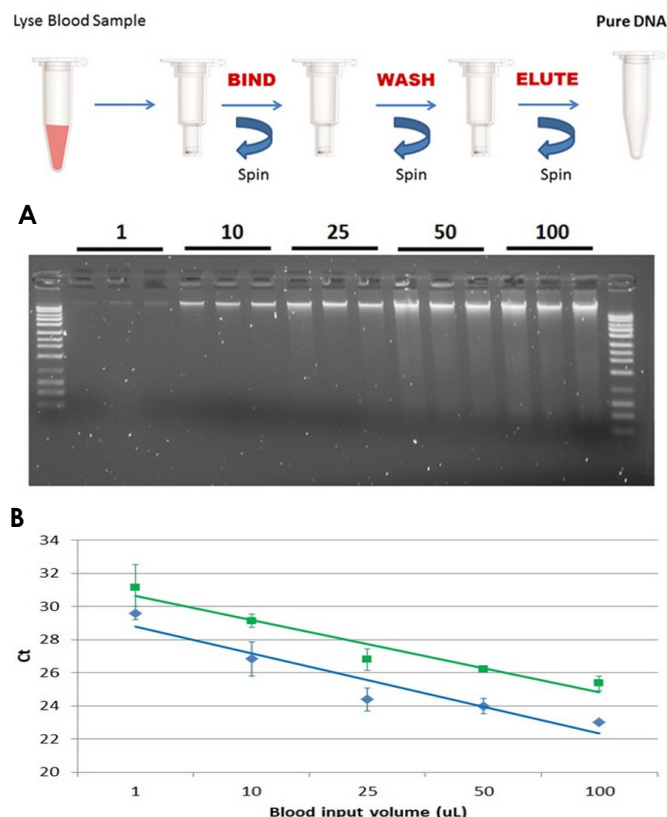 Lyse Blood Sample
Pure DNA
BIND
WASH
ELUTE
Spin
Spin
Spin
A
1 10 25 50 100
B
34
32
30
28
26
24
22
20
Ct
1 10 25 50 100
Blood input volume (uL)